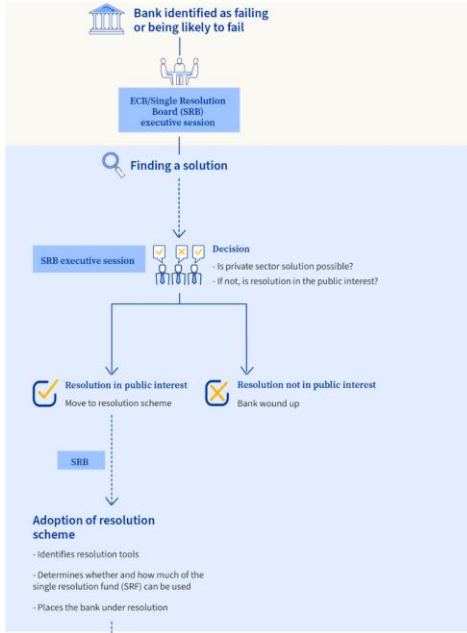 Bank identified as failing
or being likely to fail
ECB/Single Resolution
Board (SRB)
executive session
Finding a solution
SRB executive session
Decision
- Is private sector solution possible?
- If not, is resolution in the public interest?
Resolution in public interest
Move to resolution scheme
Resolution not in public interest
Bank wound up
SRB
Adoption of resolution
scheme
- Identifies resolution tools
- Determines whether and how much of the
single resolution fund (SRF) can be used
- Places the bank under resolution